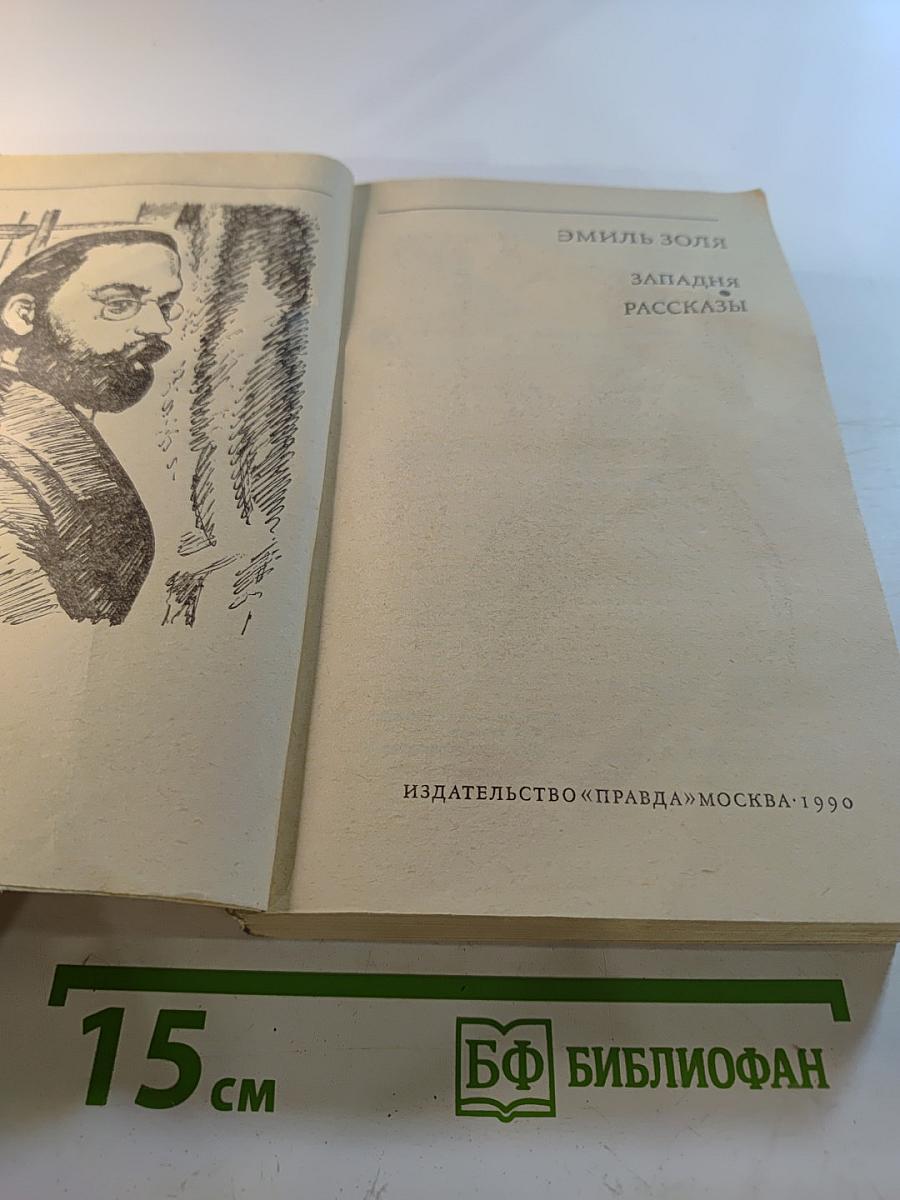 ЭМИЛЬ ЗОЛЯ
ЗАПАДНЯ
•
РАССКАЗЫ
ИЗДАТЕЛЬСТВО «ПРАВДА» МОСКВА · 1990
15 см
БФ БИБЛИОФАН